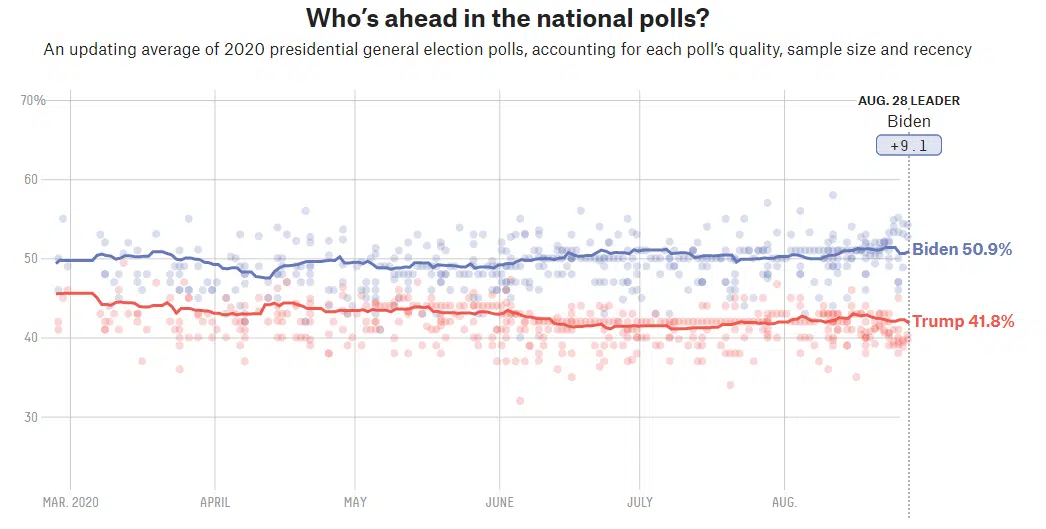 Who's ahead in the national polls?
An updating average of 2020 presidential general election polls, accounting for each poll's quality, sample size and recency
70%
AUG. 28 LEADER
Biden
+9.1
60
50
Biden 50.9%
Trump 41.8%
40
30
MAR. 2020 APRIL MAY JUNE JULY AUG.